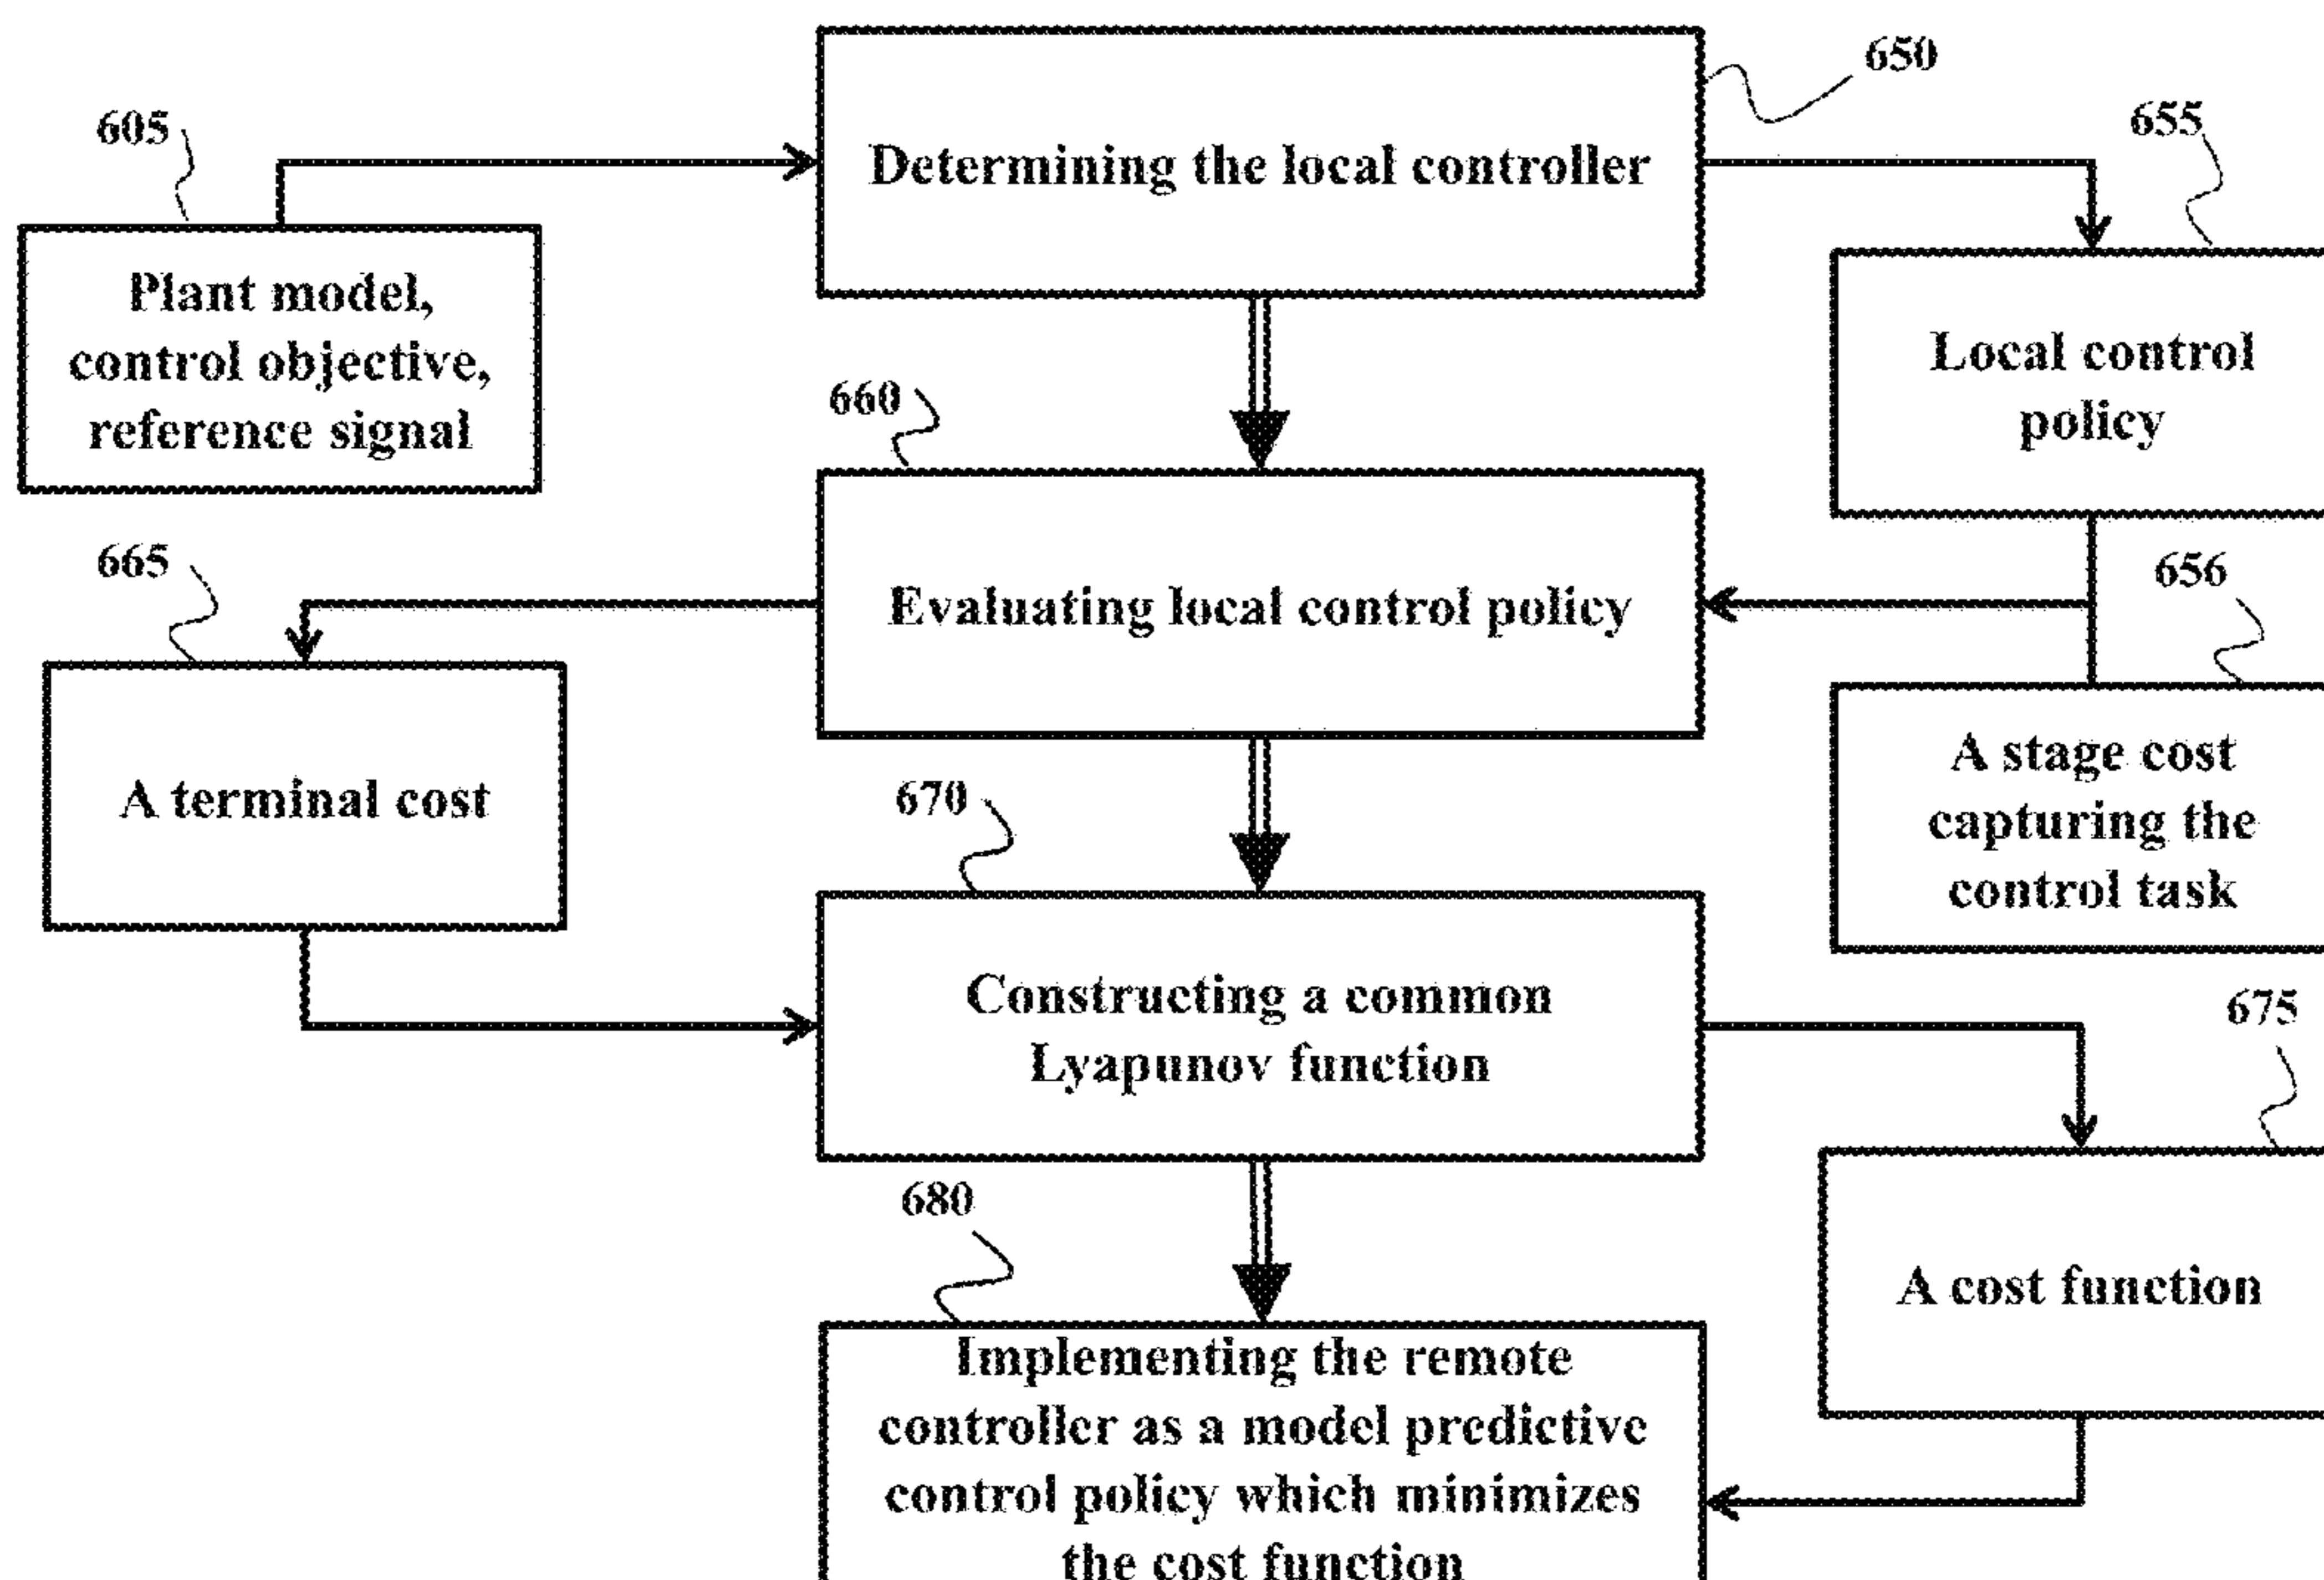 650
605
655
Determining the local controller
Plant model,
control objective,
reference signal
Local control
policy
660
665
656
Evaluating local control policy
A terminal cost
A stage cost
capturing the
control task
670
675
Constructing a common
Lyapunov function
680
A cost function
Implementing the remote
controller as a model predictive
control policy which minimizes
the cost function